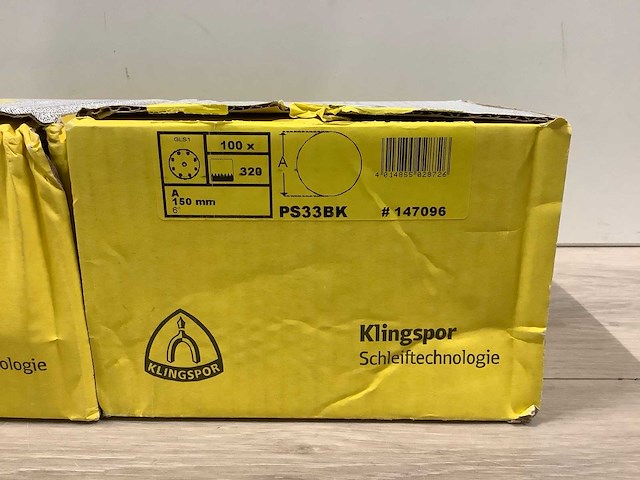 GLS1
100 x
320
A
150 mm
6"
A
PS33BK
# 147096
4 014855 028726
KLINGSPOR
Klingspor
Schleiftechnologie
ologie